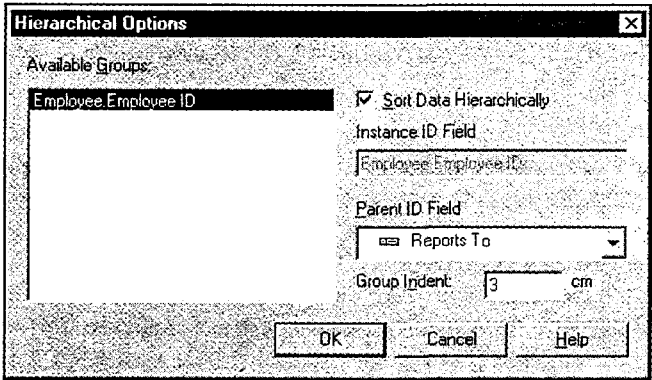 Hierarchical Options
Available Groups:
Employee.Employee ID
Sort Data Hierarchically
Instance ID Field
Employee.Employee ID
Parent ID Field
Reports To
Group Indent: 3 cm
OK Cancel Help